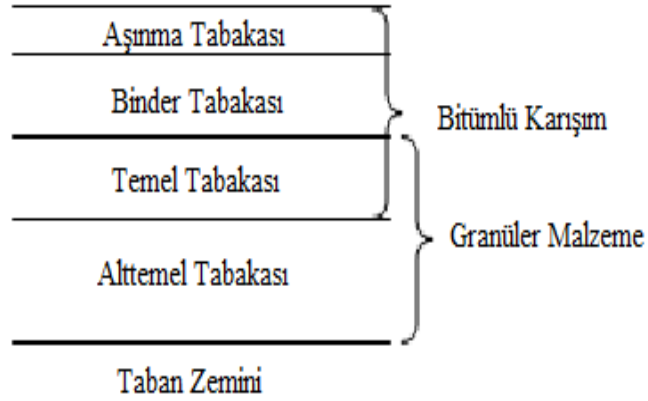 Aşınma Tabakası
Binder Tabakası
Bitümlü Karışım
Temel Tabakası
Granüler Malzeme
Alttemel Tabakası
Taban Zemini